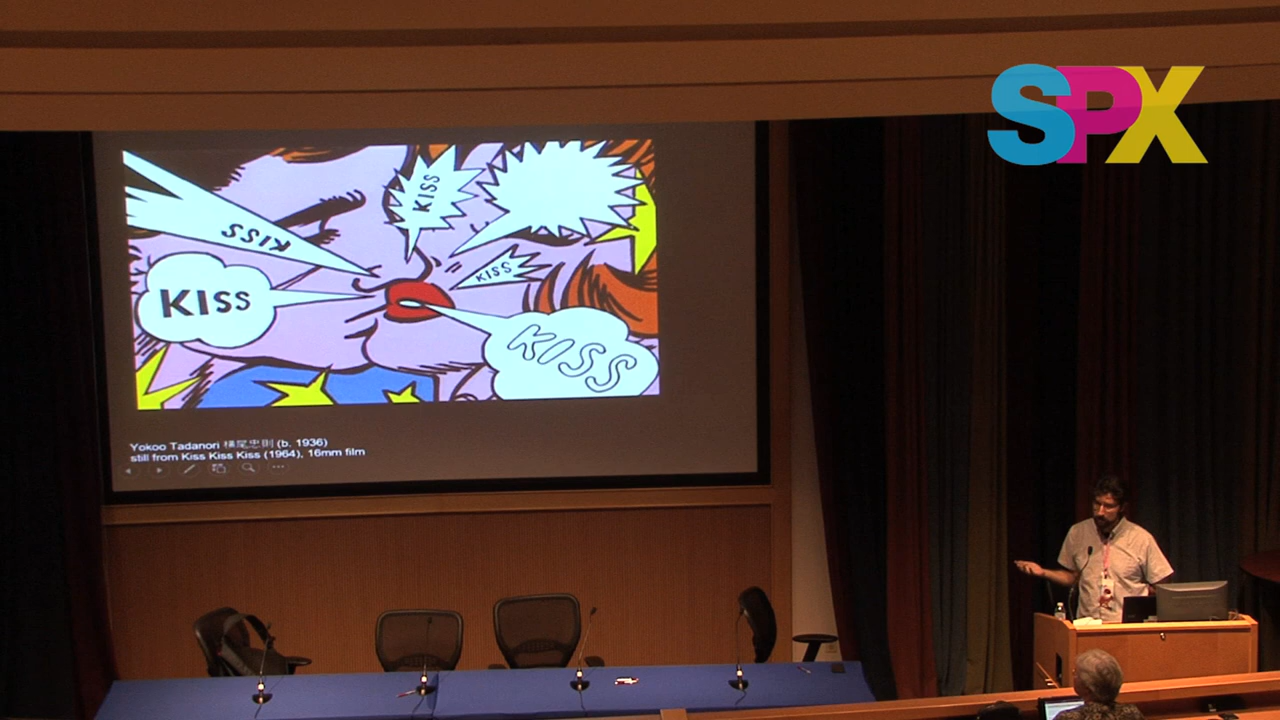 SPX
KISS
KISS
KISS
KISS
KISS
Yokoo Tadanori 横尾忠則 (b. 1936)
still from Kiss Kiss Kiss (1964), 16mm film